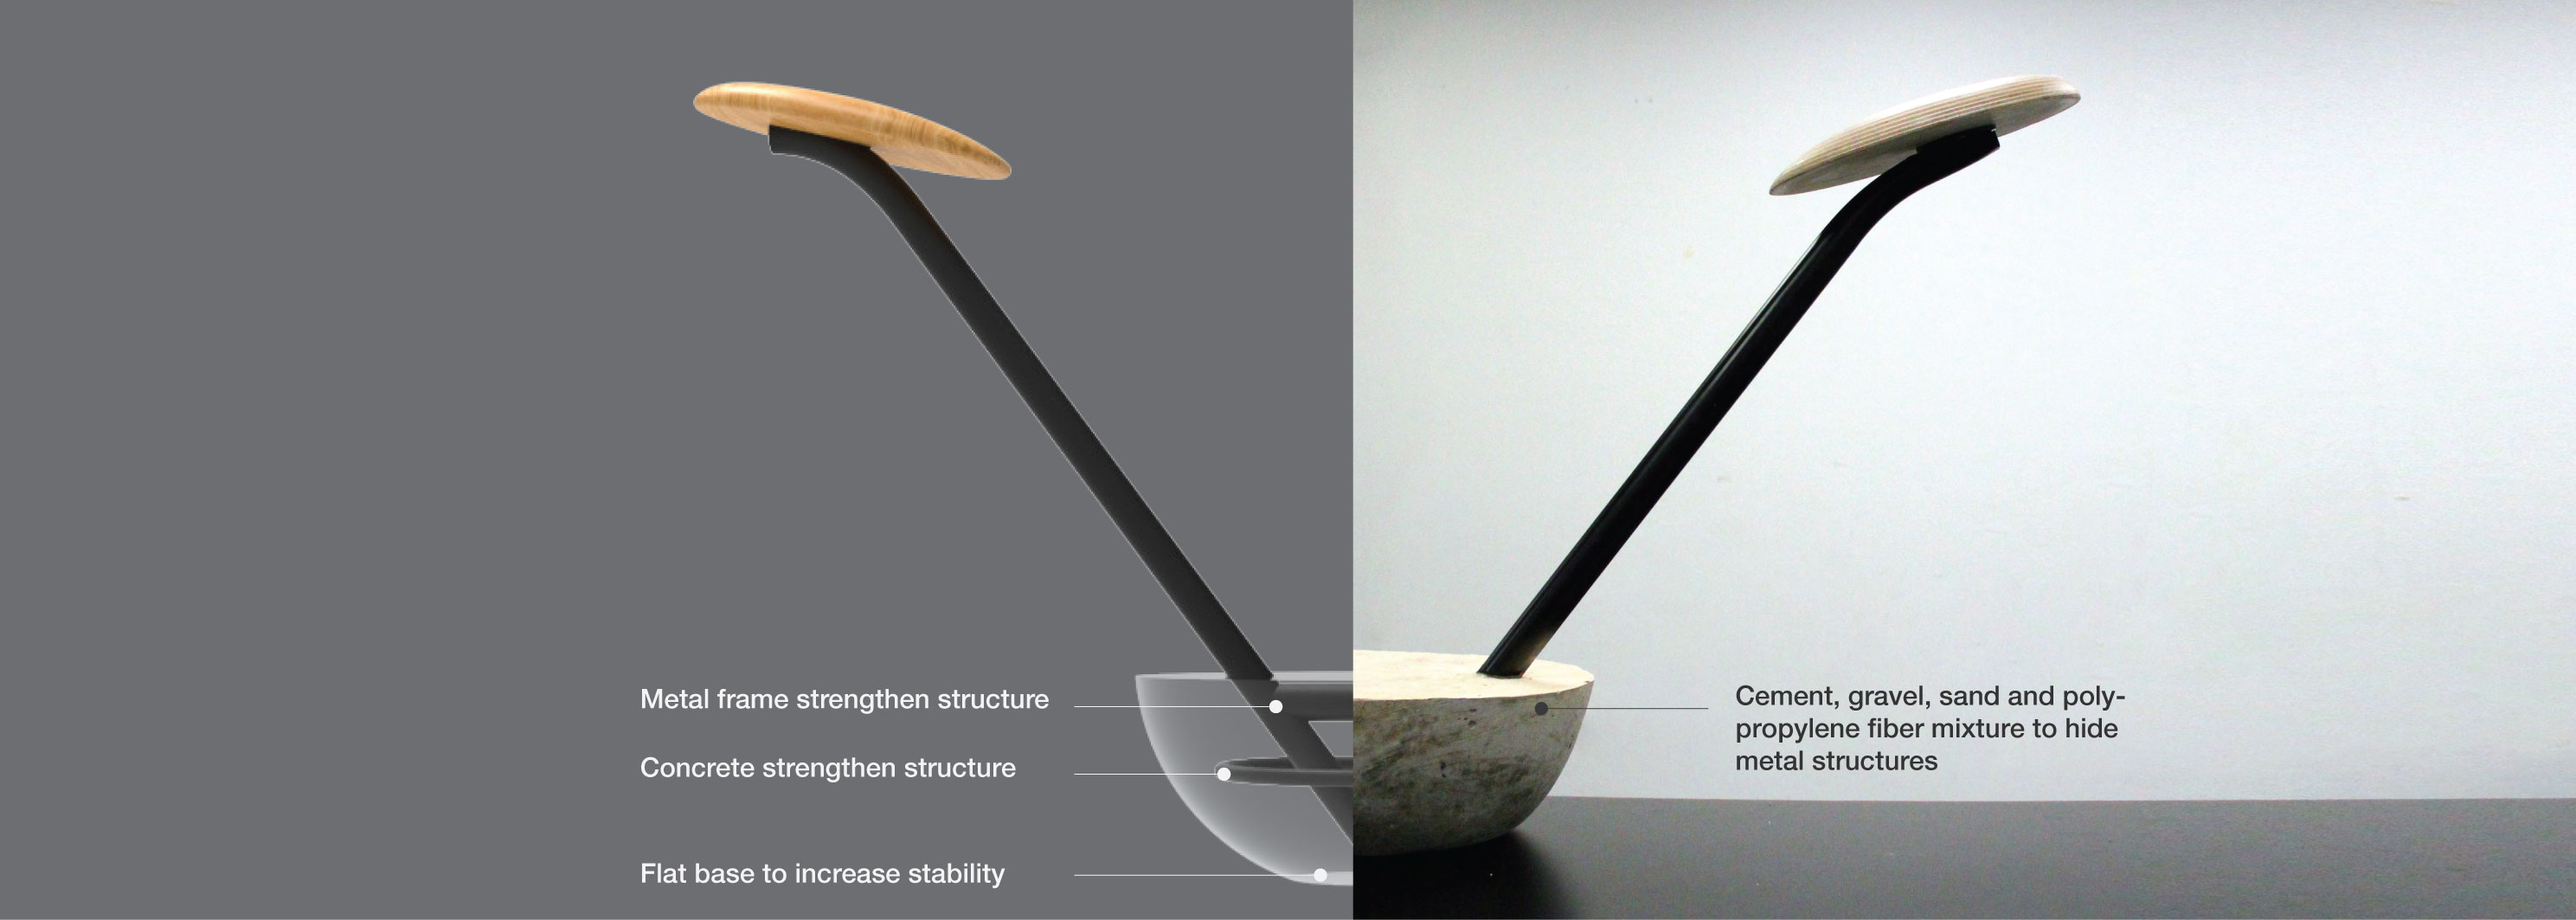 Metal frame strengthen structure
Concrete strengthen structure
Flat base to increase stability
Cement, gravel, sand and poly-
propylene fiber mixture to hide
metal structures